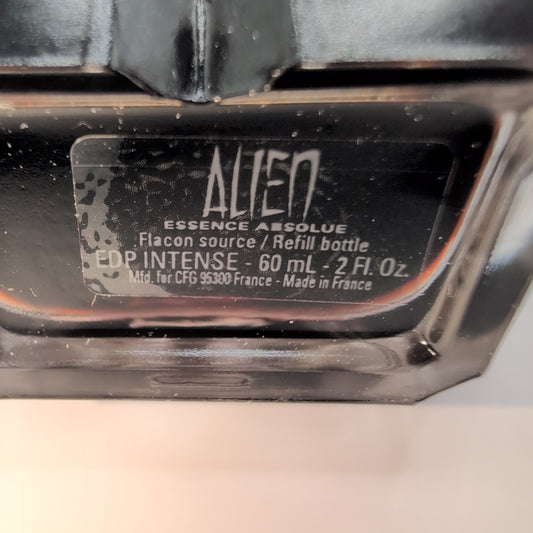 ALIEN
ESSENCE ABSOLUE
Flacon source / Refill bottle
EDP INTENSE - 60 mL - 2 Fl. Oz.
Mfd. for CFG 95300 France - Made in France